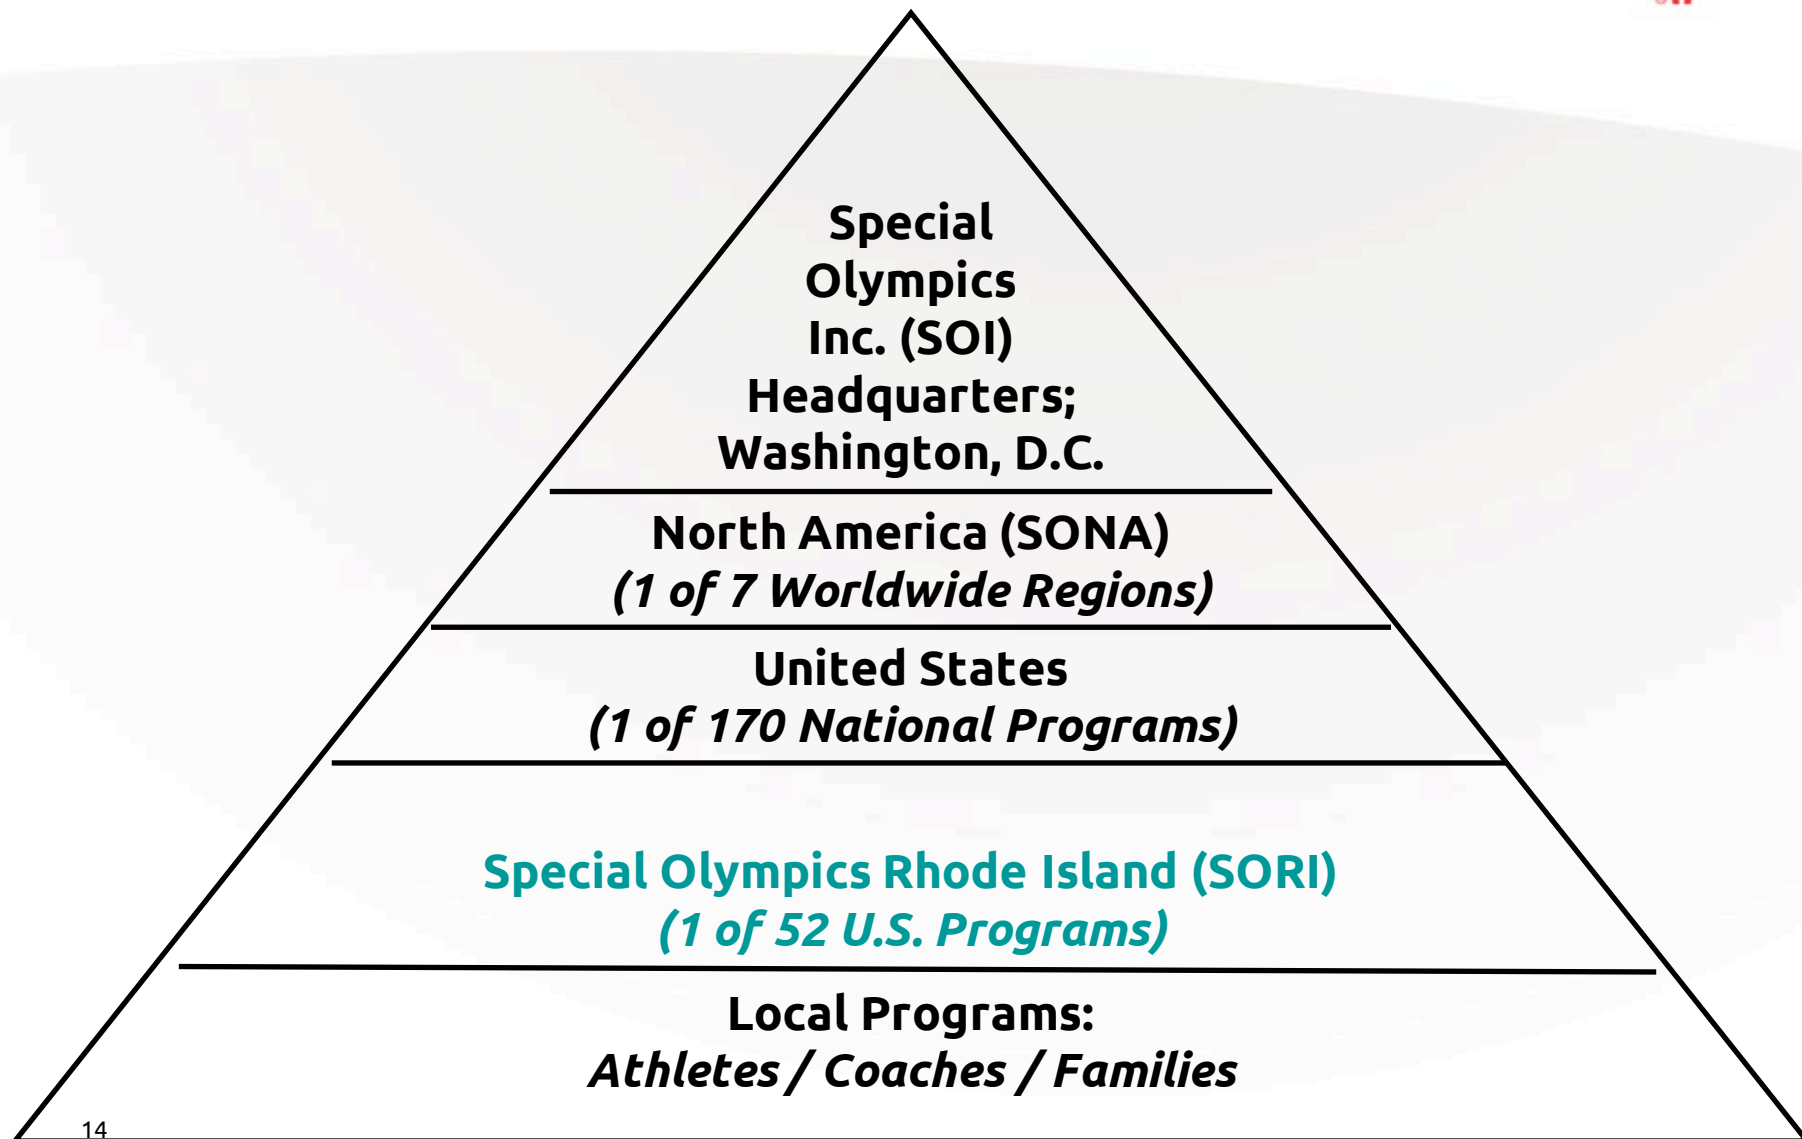 Special
Olympics
Inc. (SOI)
Headquarters;
Washington, D.C.
North America (SONA)
(1 of 7 Worldwide Regions)
United States
(1 of 170 National Programs)
Special Olympics Rhode Island (SORI)
(1 of 52 U.S. Programs)
Local Programs:
Athletes / Coaches / Families
14